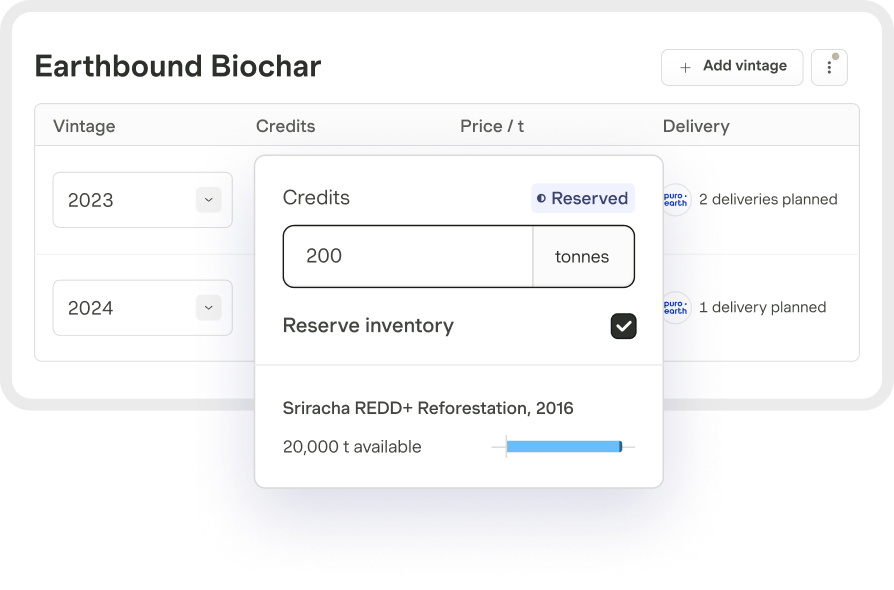 Earthbound Biochar
+ Add vintage
Vintage Credits Price / t Delivery
Credits
Reserved
2023
puro · earth
2 deliveries planned
200 tonnes
2024
puro · earth
1 delivery planned
Reserve inventory
Sriracha REDD+ Reforestation, 2016
20,000 t available